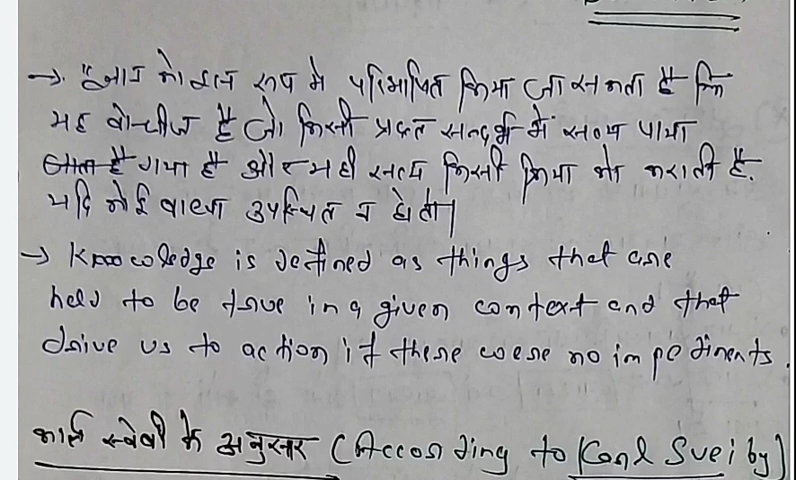 → "ज्ञान को इस रूप मे परिभाषित किया जा सकता है कि
यह वो चीज है जो किसी प्रदत सन्दर्भ में सत्य पाया
जाता है गया है और यही सत्य किसी क्रिया को कराती है.
यदि कोई बाधा उपस्थित न हो तो|
→ Knowledge is defined as things that are
held to be true in a given context and that
drive us to action if there were no impediments.
कार्ल स्वेबी के अनुसार (According to Karl Sveiby)